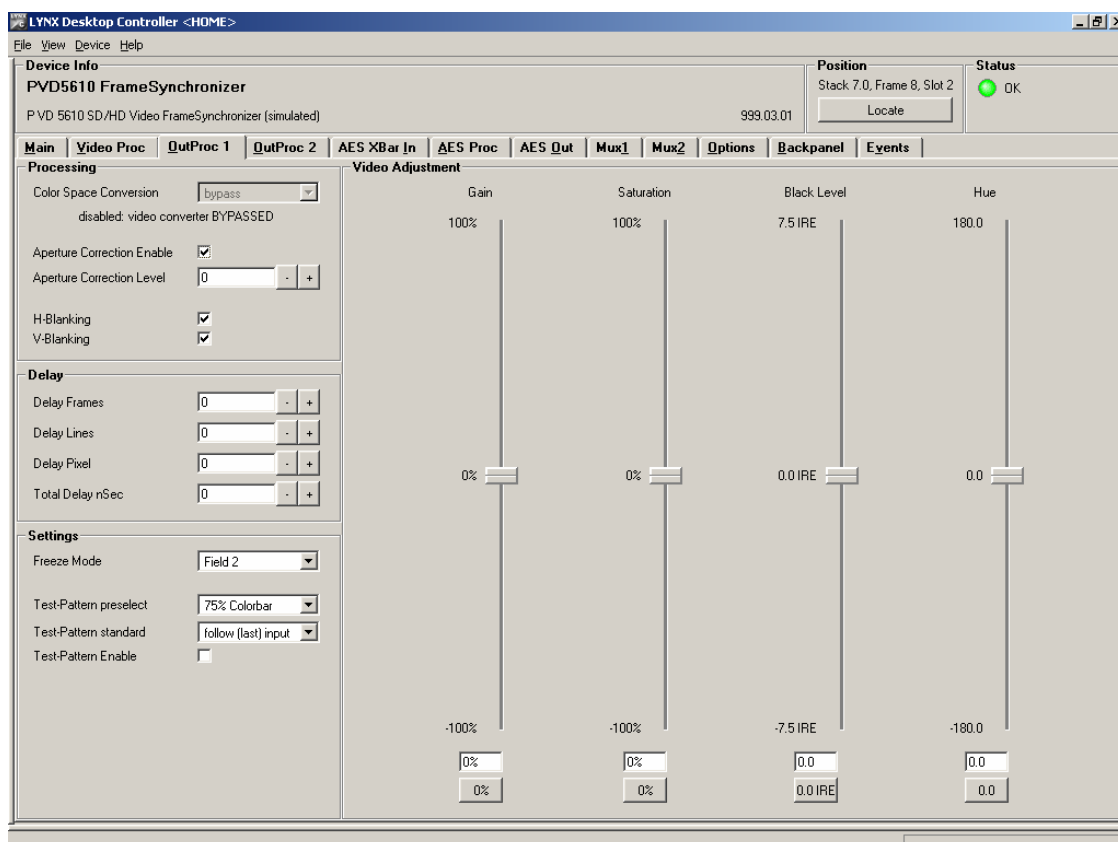 LYNX Desktop Controller <HOME>
File View Device Help
Device Info
PVD5610 FrameSynchronizer
P VD 5610 SD/HD Video FrameSynchronizer (simulated)
999.03.01
Position
Stack 7.0, Frame 8, Slot 2
Locate
Status
OK
Main Video Proc OutProc 1 OutProc 2 AES XBar In AES Proc AES Out Mux1 Mux2 Options Backpanel Events
Processing
Color Space Conversion bypass
disabled: video converter BYPASSED
Aperture Correction Enable
Aperture Correction Level 0 - +
H-Blanking
V-Blanking
Delay
Delay Frames 0 - +
Delay Lines 0 - +
Delay Pixel 0 - +
Total Delay nSec 0 - +
Settings
Freeze Mode Field 2
Test-Pattern preselect 75% Colorbar
Test-Pattern standard follow (last) input
Test-Pattern Enable
Video Adjustment
Gain Saturation Black Level Hue
100% 100% 7.5 IRE 180.0
0% 0% 0.0 IRE 0.0
-100% -100% -7.5 IRE -180.0
0% 0% 0.0 0.0
0% 0% 0.0 IRE 0.0